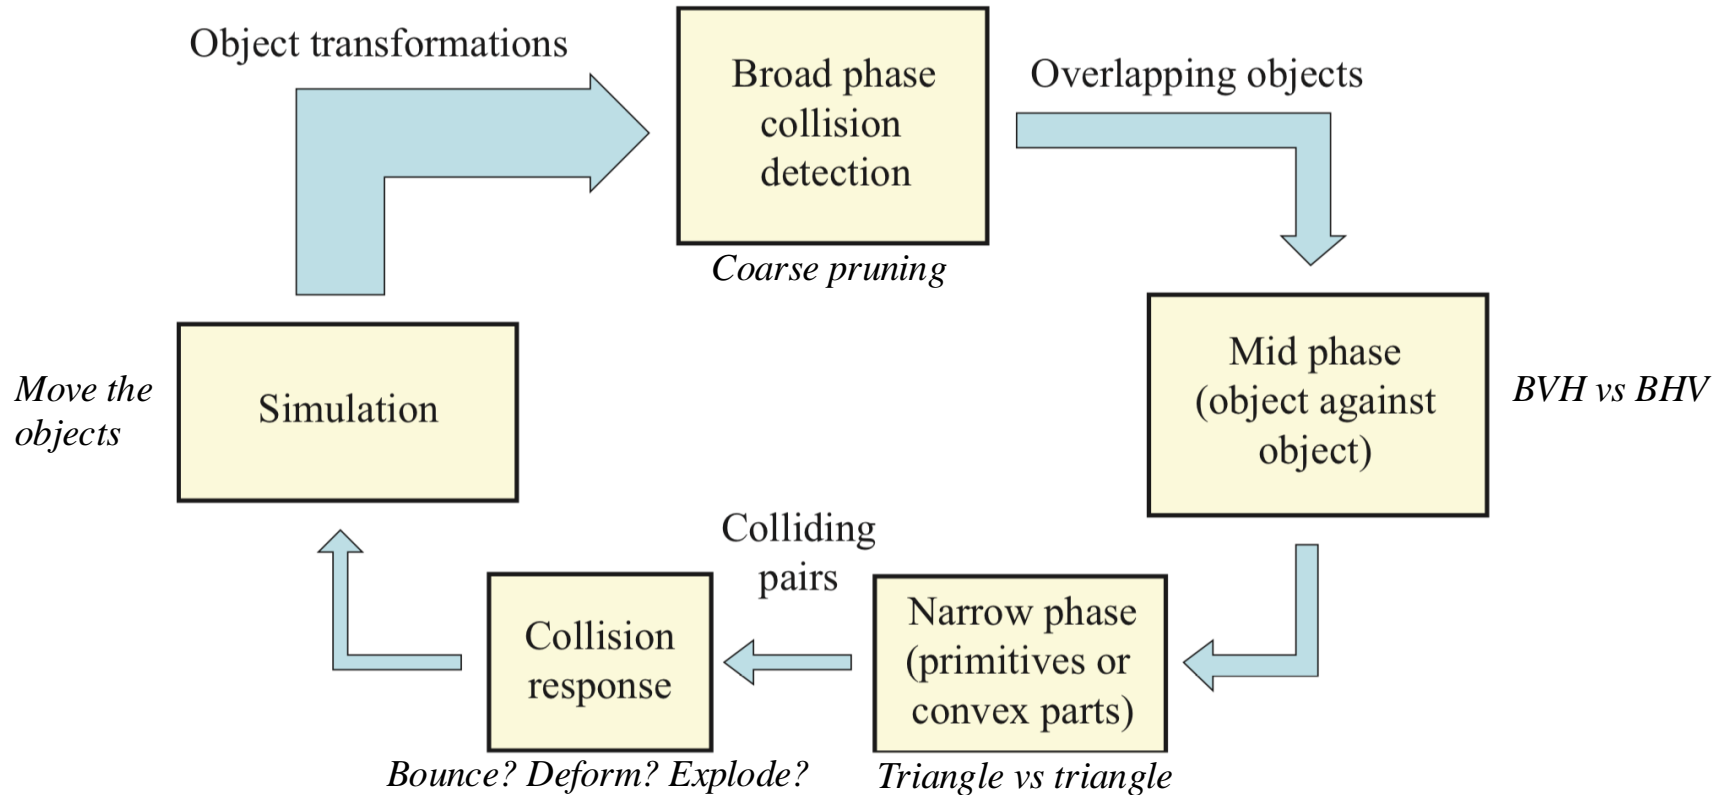 Object transformations
Broad phase
collision
detection
Coarse pruning
Overlapping objects
Mid phase
(object against
object)
BVH vs BHV
Move the
objects
Simulation
Colliding
pairs
Narrow phase
(primitives or
convex parts)
Triangle vs triangle
Collision
response
Bounce? Deform? Explode?